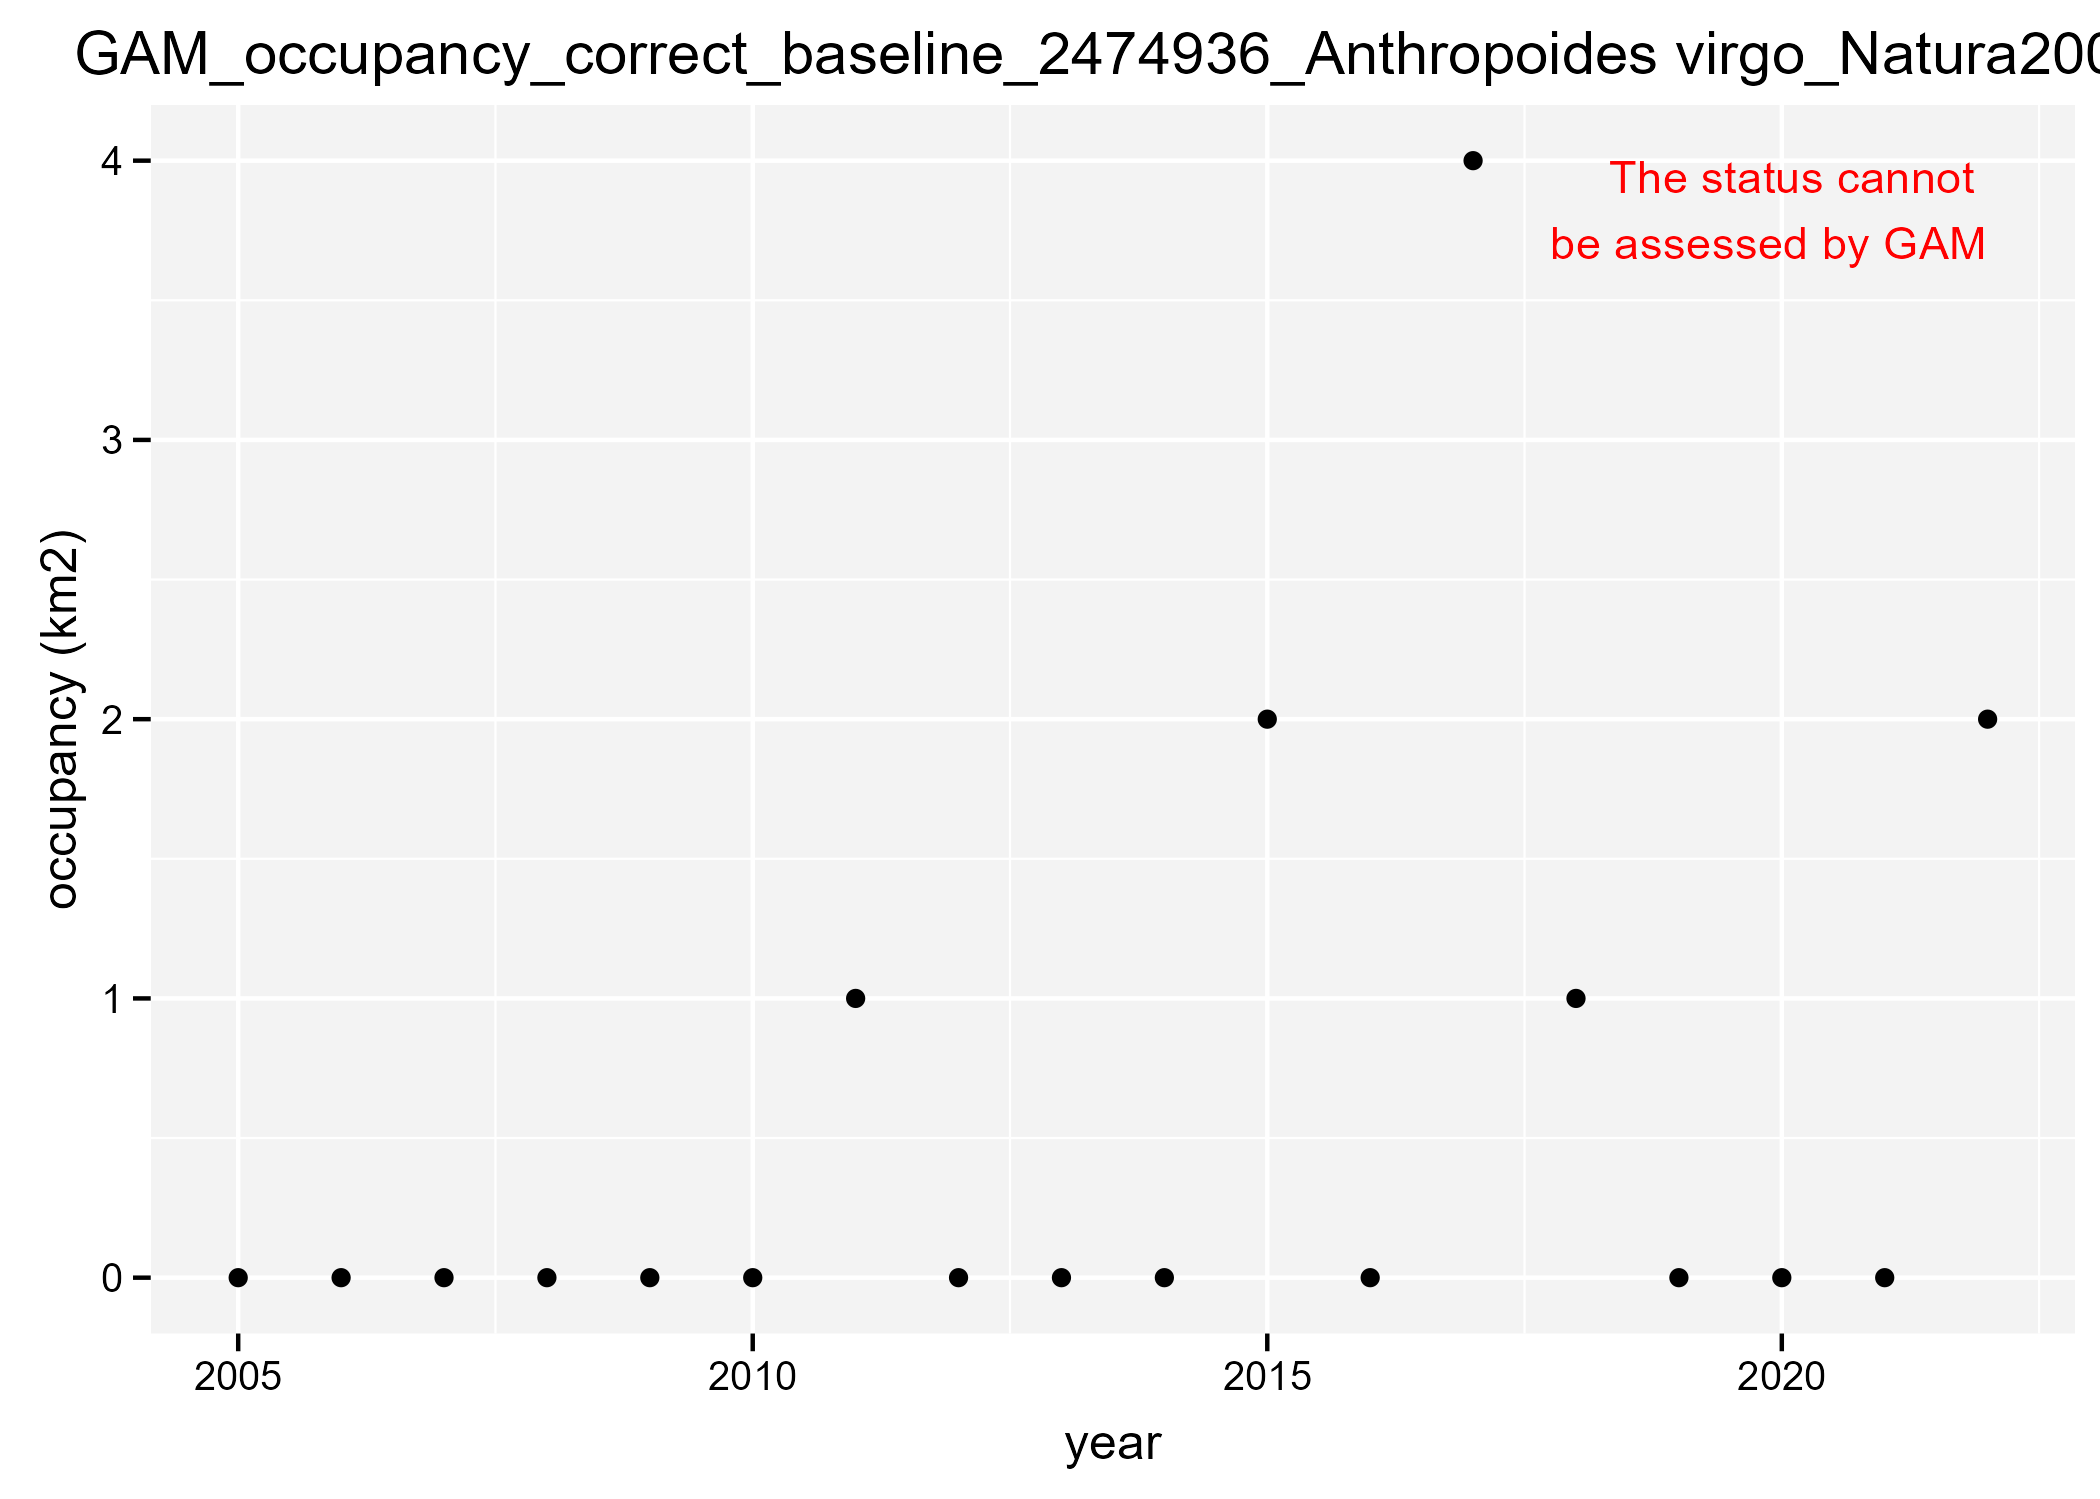 GAM_occupancy_correct_baseline_2474936_Anthropoides virgo_Natura200
The status cannot
be assessed by GAM
occupancy (km2)
4
3
2
1
0
2005 2010 2015 2020
year